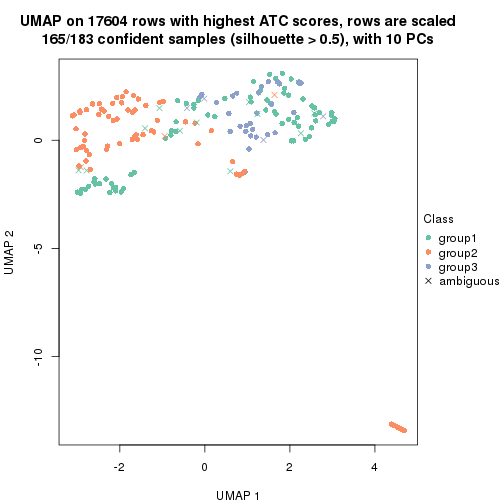 UMAP on 17604 rows with highest ATC scores, rows are scaled
165/183 confident samples (silhouette > 0.5), with 10 PCs
0
-5
-10
UMAP 2
Class
group1
group2
group3
ambiguous
-2
0
2
4
UMAP 1